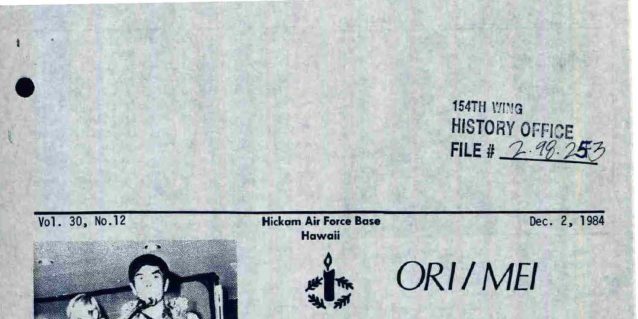 154TH WING
HISTORY OFFICE
FILE # 2.98.253
Vol. 30, No.12 Hickam Air Force Base Dec. 2, 1984
Hawaii
ORI/MEI